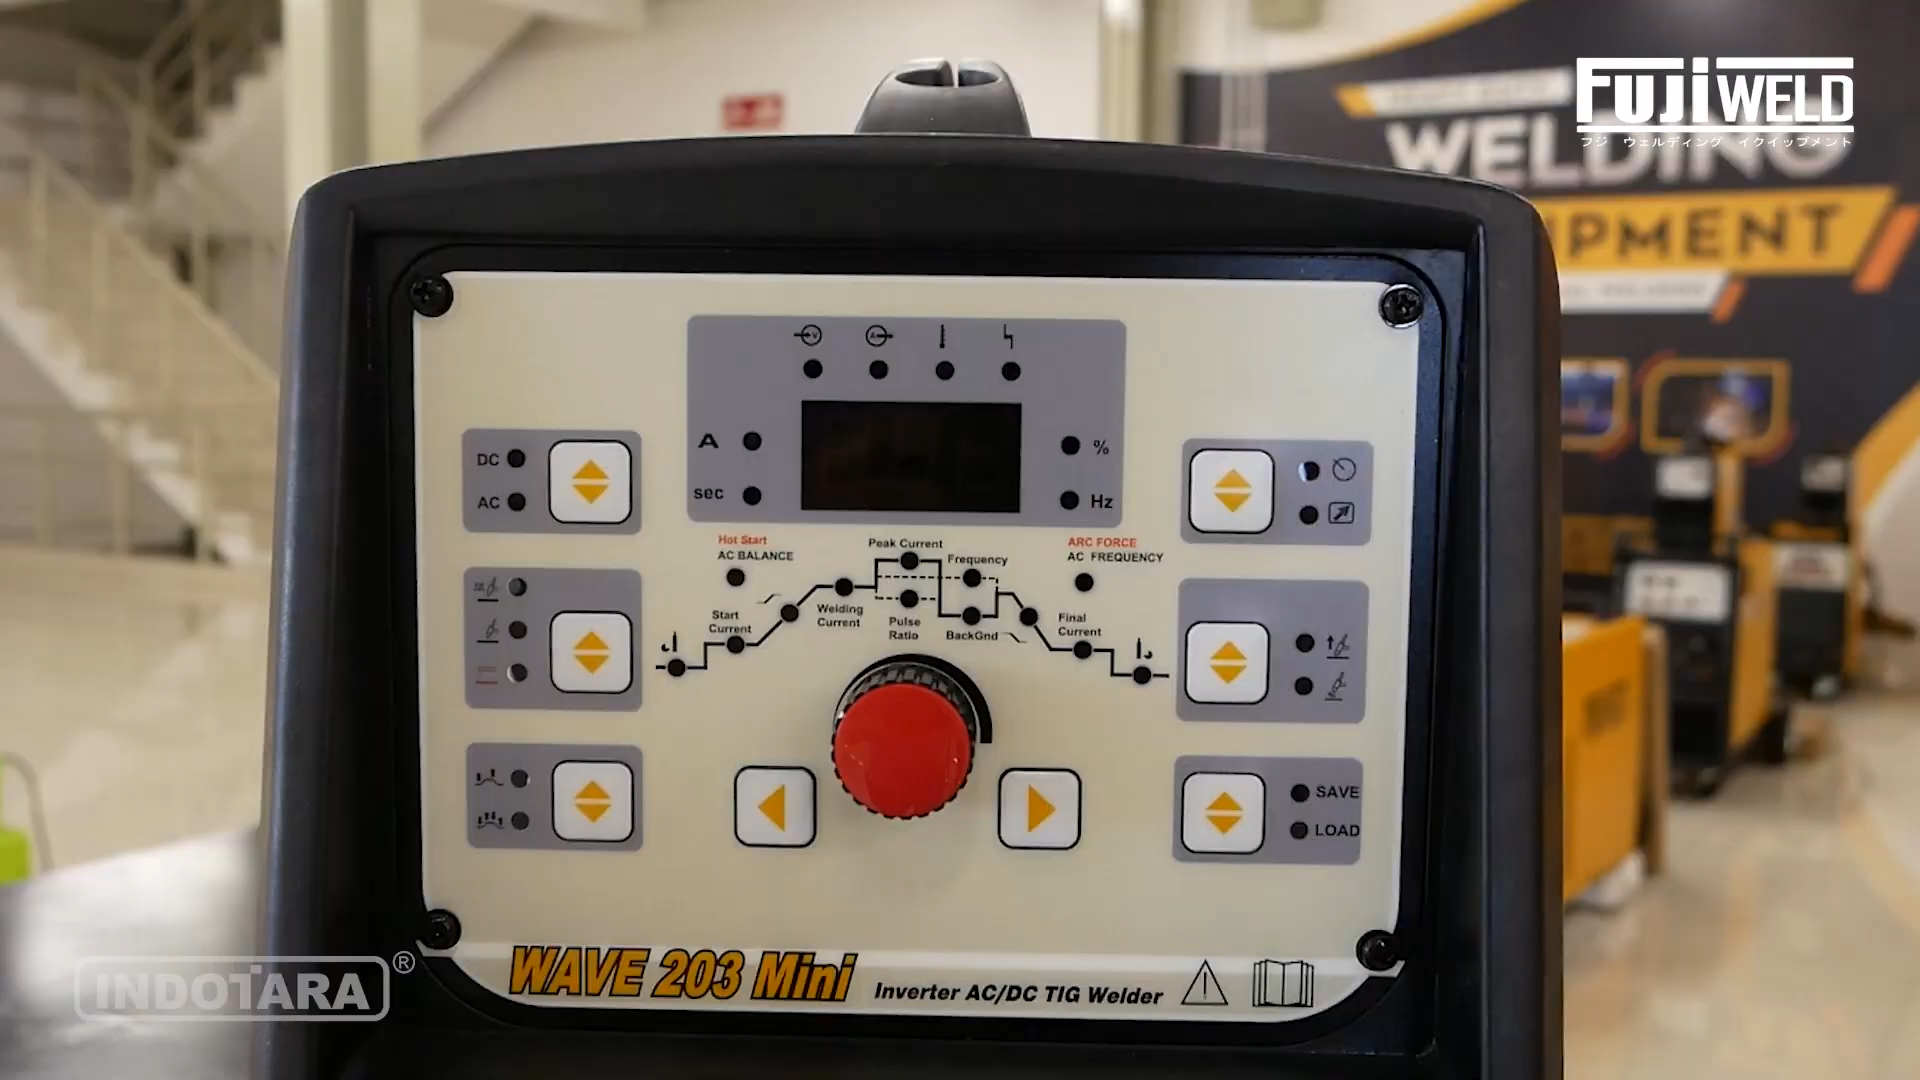 FUJIWELD
フジ ウェルディング イクイップメント
WELDING
IPMENT
A
sec
%
Hz
DC
AC
Hot Start
AC BALANCE
Peak Current
Frequency
ARC FORCE
AC FREQUENCY
Start
Current
Welding
Current
Pulse
Ratio
BackGnd
Final
Current
SAVE
LOAD
WAVE 203 Mini
Inverter AC/DC TIG Welder
INDOTARA®